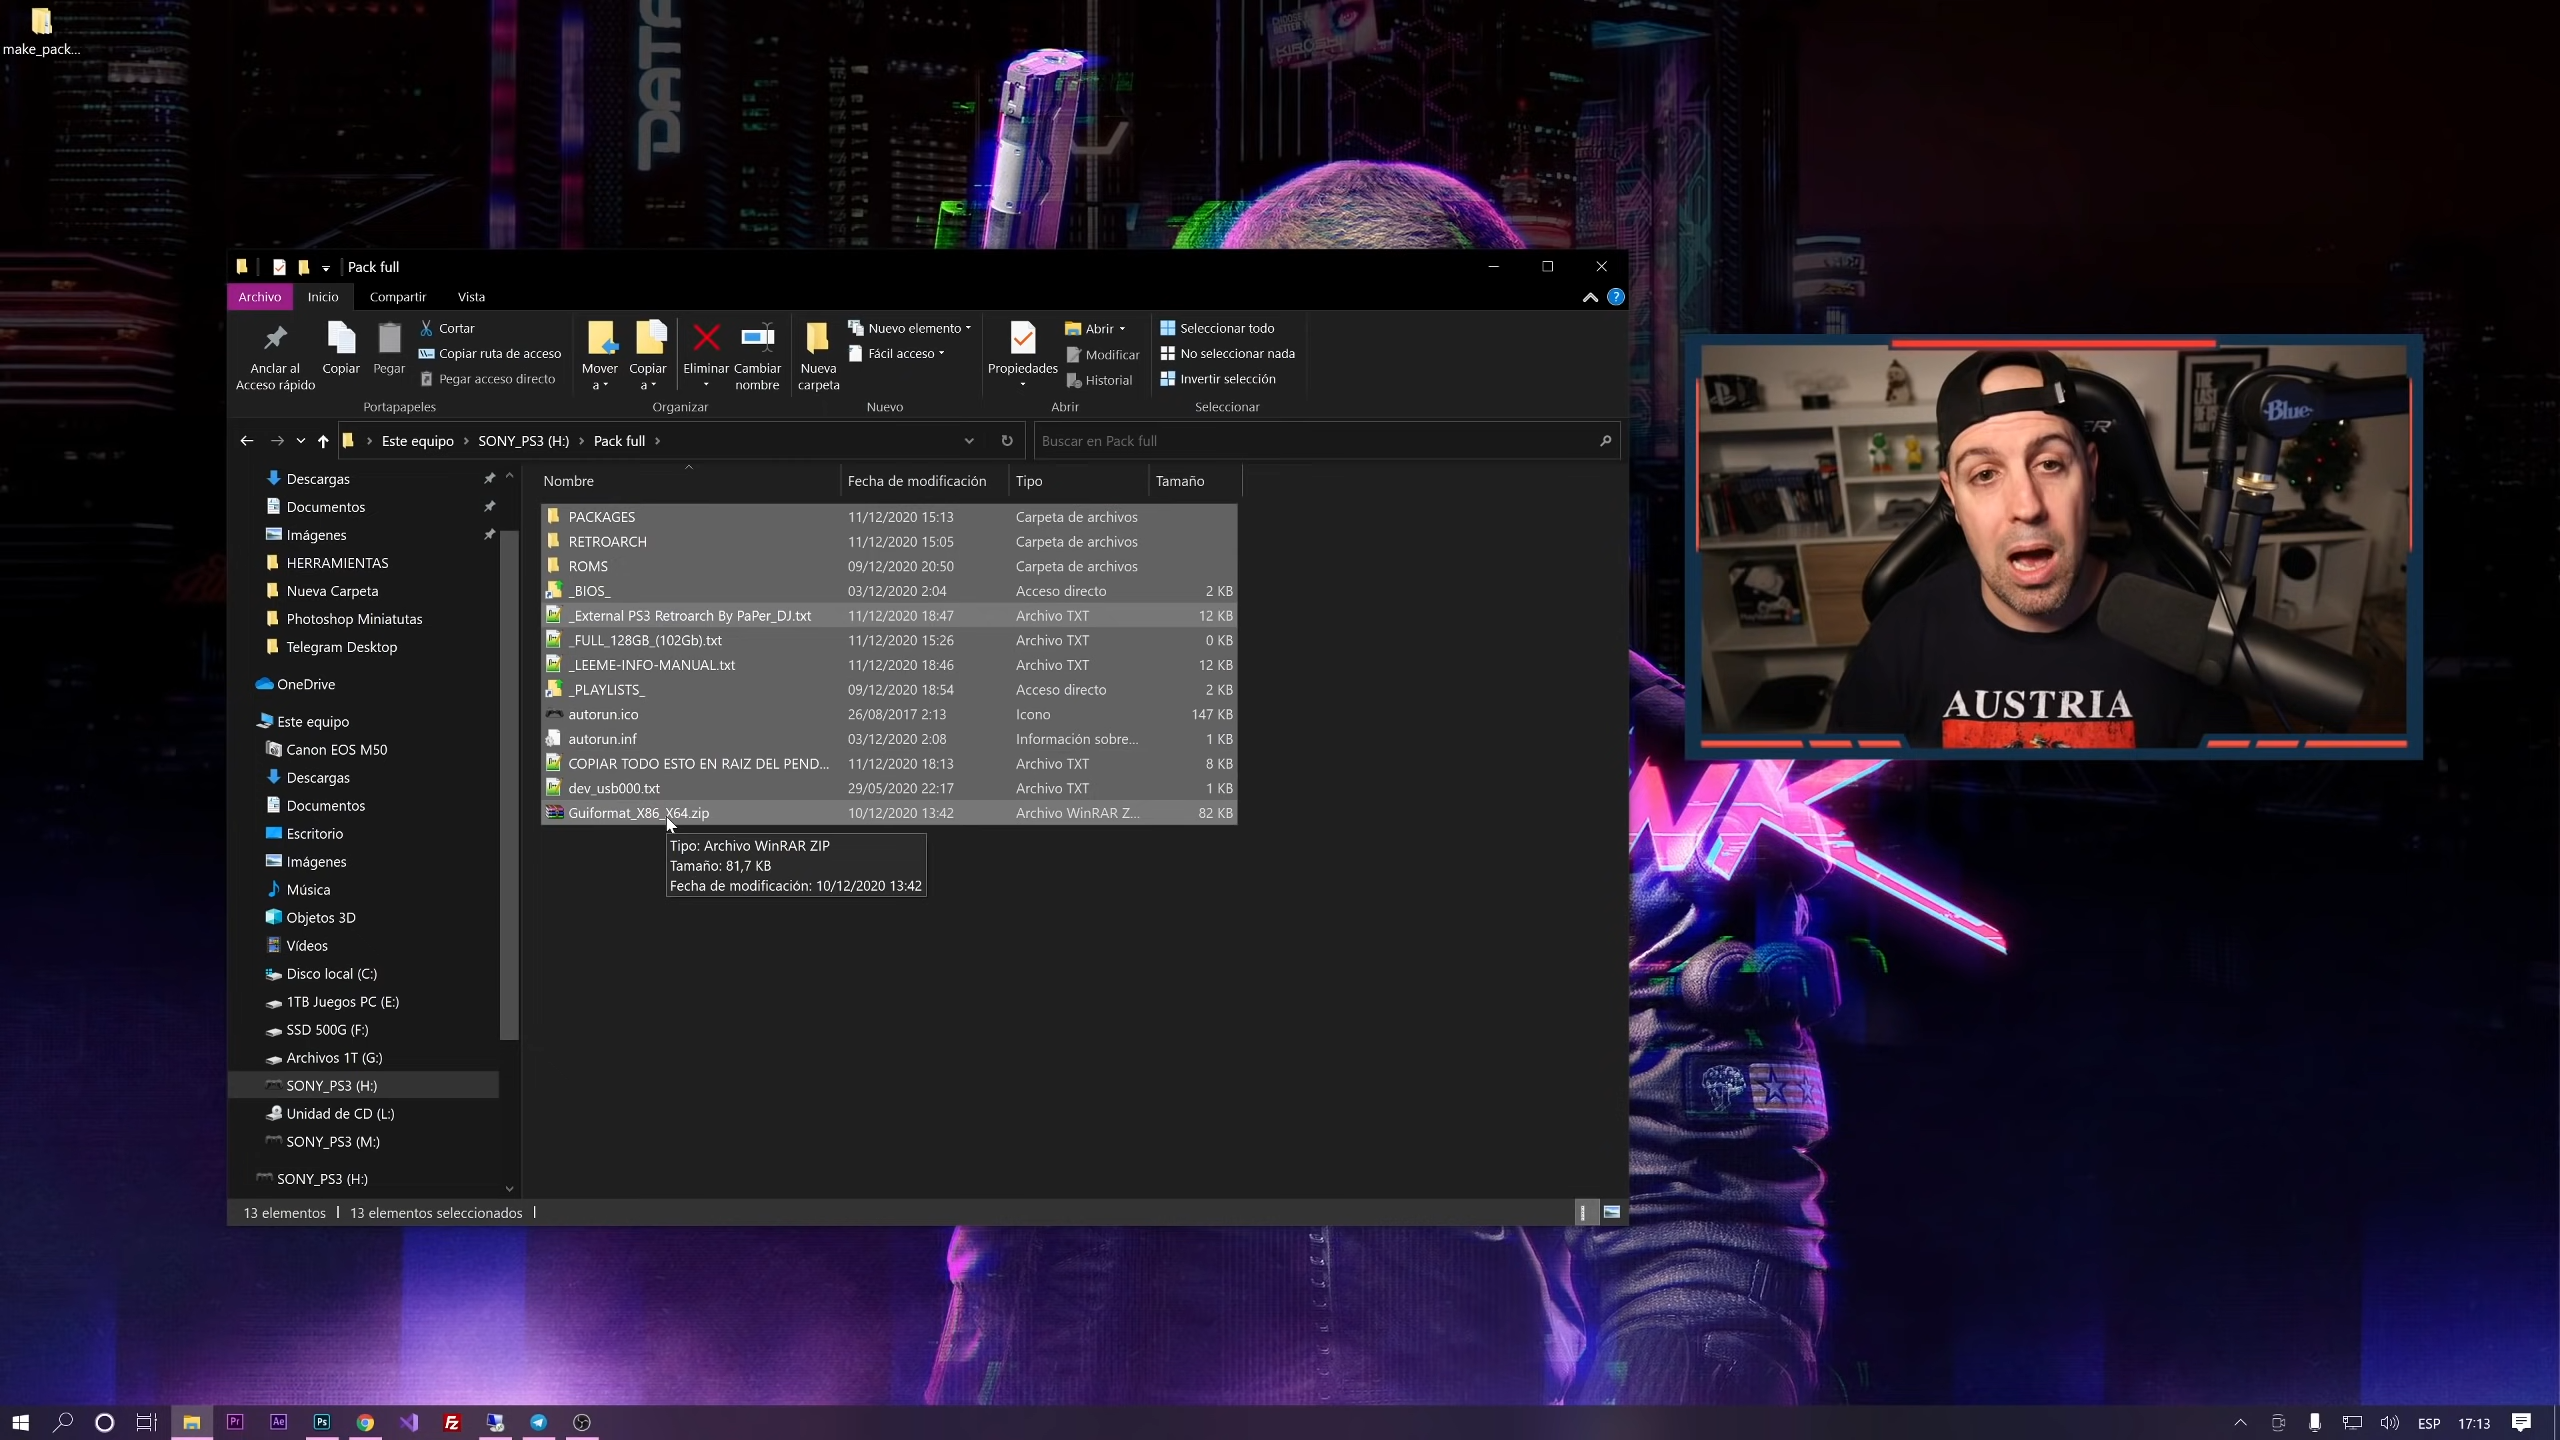 make_pack...
DATA
KIROSHI
Pack full
Archivo
Inicio
Compartir
Vista
Anclar al
Acceso rápido
Copiar
Pegar
Cortar
Copiar ruta de acceso
Pegar acceso directo
Portapapeles
Mover
a
Copiar
a
Eliminar
Cambiar
nombre
Organizar
Nueva
carpeta
Nuevo elemento
Fácil acceso
Nuevo
Propiedades
Abrir
Modificar
Historial
Abrir
Seleccionar todo
No seleccionar nada
Invertir selección
Seleccionar
Este equipo
SONY_PS3 (H:)
Pack full
Buscar en Pack full
Descargas
Documentos
Imágenes
HERRAMIENTAS
Nueva Carpeta
Photoshop Miniatutas
Telegram Desktop
OneDrive
Este equipo
Canon EOS M50
Descargas
Documentos
Escritorio
Imágenes
Música
Objetos 3D
Vídeos
Disco local (C:)
1TB Juegos PC (E:)
SSD 500G (F:)
Archivos 1T (G:)
SONY_PS3 (H:)
Unidad de CD (L:)
SONY_PS3 (M:)
SONY_PS3 (H:)
Nombre Fecha de modificación Tipo Tamaño
PACKAGES 11/12/2020 15:13 Carpeta de archivos
RETROARCH 11/12/2020 15:05 Carpeta de archivos
ROMS 09/12/2020 20:50 Carpeta de archivos
_BIOS_ 03/12/2020 2:04 Acceso directo 2 KB
_External PS3 Retroarch By PaPer_DJ.txt 11/12/2020 18:47 Archivo TXT 12 KB
_FULL_128GB_(102Gb).txt 11/12/2020 15:26 Archivo TXT 0 KB
_LEEME-INFO-MANUAL.txt 11/12/2020 18:46 Archivo TXT 12 KB
_PLAYLISTS_ 09/12/2020 18:54 Acceso directo 2 KB
autorun.ico 26/08/2017 2:13 Icono 147 KB
autorun.inf 03/12/2020 2:08 Información sobre... 1 KB
COPIAR TODO ESTO EN RAIZ DEL PEND... 11/12/2020 18:13 Archivo TXT 8 KB
dev_usb000.txt 29/05/2020 22:17 Archivo TXT 1 KB
Guiformat_X86_X64.zip 10/12/2020 13:42 Archivo WinRAR Z... 82 KB
Tipo: Archivo WinRAR ZIP
Tamaño: 81,7 KB
Fecha de modificación: 10/12/2020 13:42
13 elementos
13 elementos seleccionados
Blue
THE
LAST
OF US
AUSTRIA
Pr
Ae
Ps
Fz
ESP
17:13